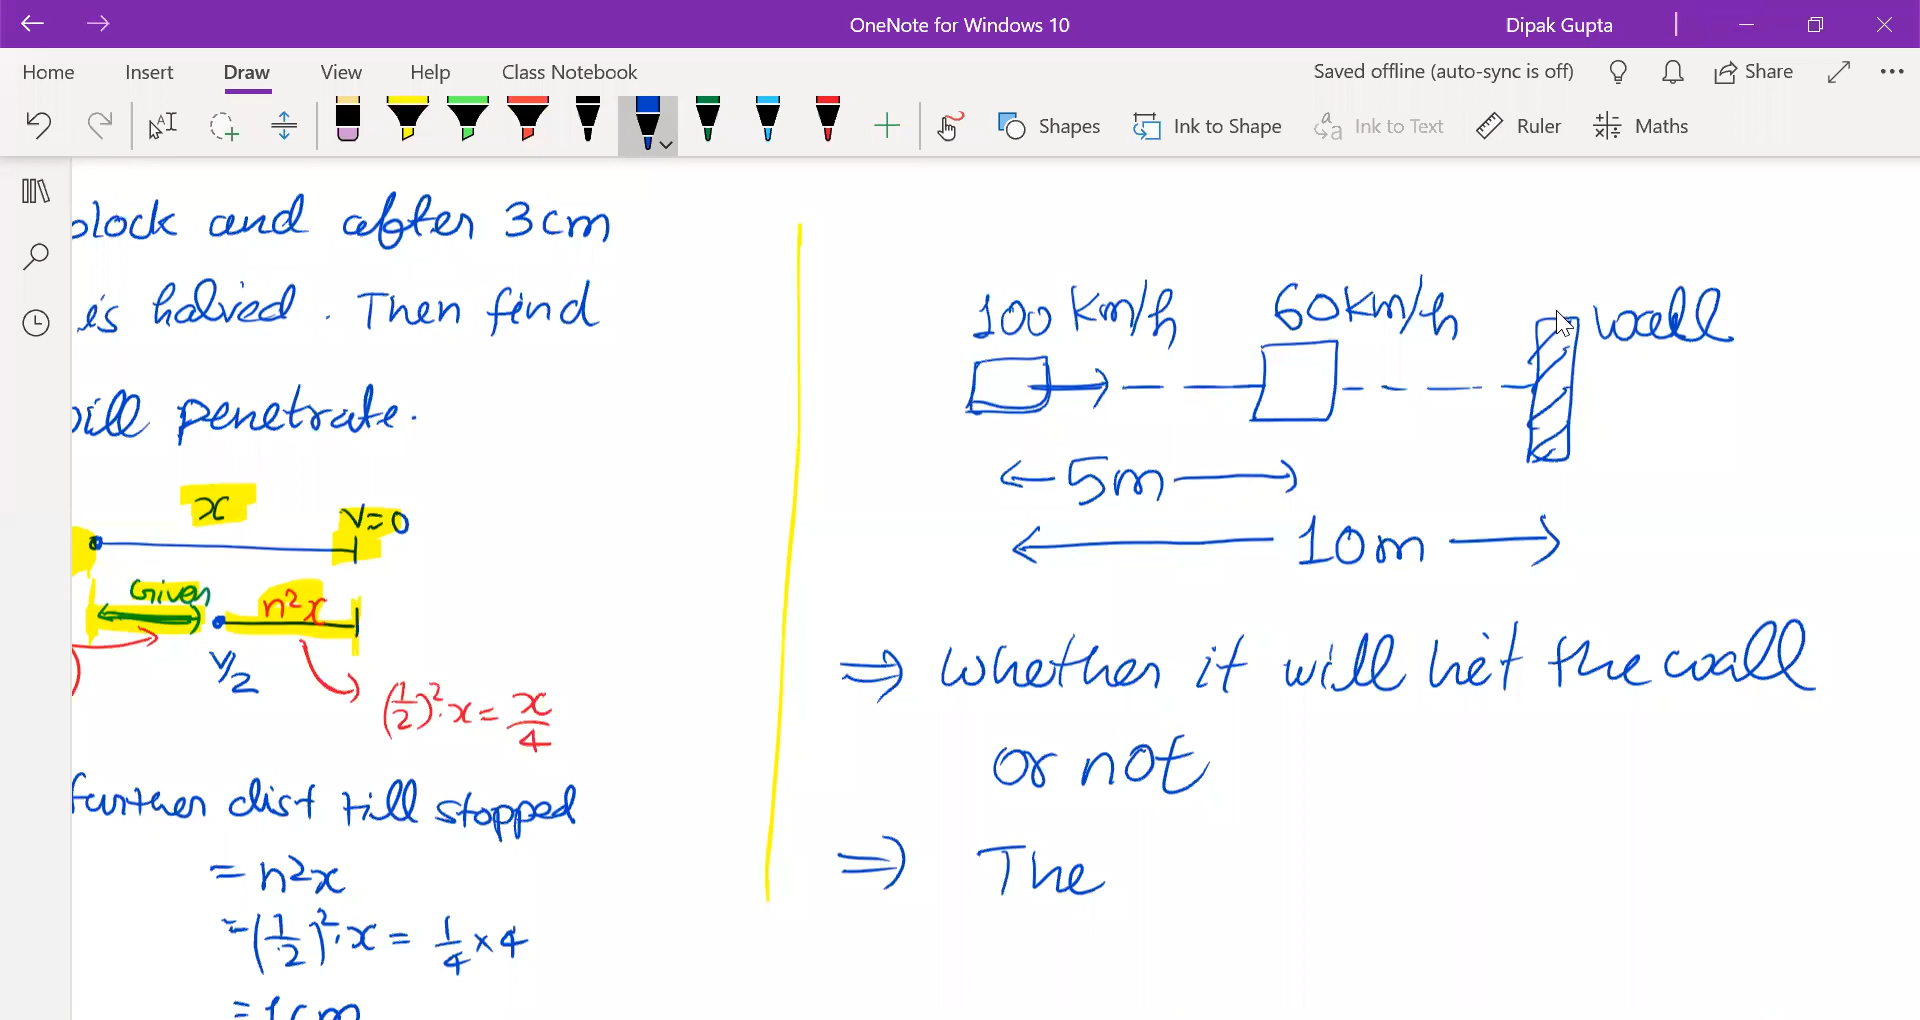 OneNote for Windows 10
Dipak Gupta
Home Insert Draw View Help Class Notebook
Saved offline (auto-sync is off) Share
Shapes Ink to Shape Ink to Text Ruler Maths
block and after 3cm
is halved. Then find
will penetrate.
x
V=0
Given
n²x
V/2
(1/2)²·x = x/4
further dist till stopped
= n²x
= (1/2)²·x = 1/4 × 4
= 1cm
100 Km/h 60km/h wall
5m
10m
⇒ Whether it will hit the wall
or not
⇒ The